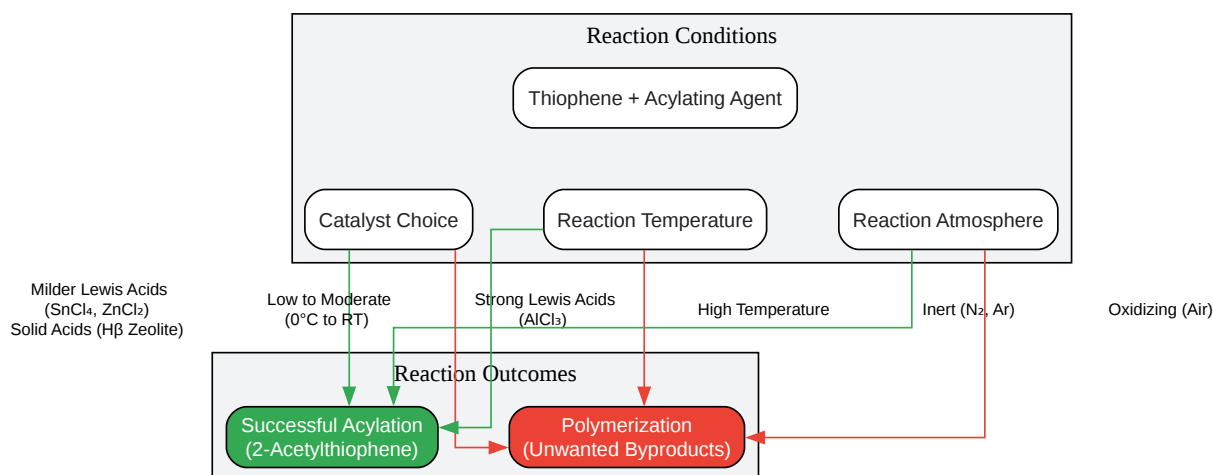 Reaction Conditions
Thiophene + Acylating Agent
Catalyst Choice
Reaction Temperature
Reaction Atmosphere
Milder Lewis Acids
(SnCl₄, ZnCl₂)
Solid Acids (Hβ Zeolite)
Low to Moderate
(0°C to RT)
Strong Lewis Acids
(AlCl₃)
High Temperature
Inert (N₂, Ar)
Oxidizing (Air)
Reaction Outcomes
Successful Acylation
(2-Acetylthiophene)
Polymerization
(Unwanted Byproducts)